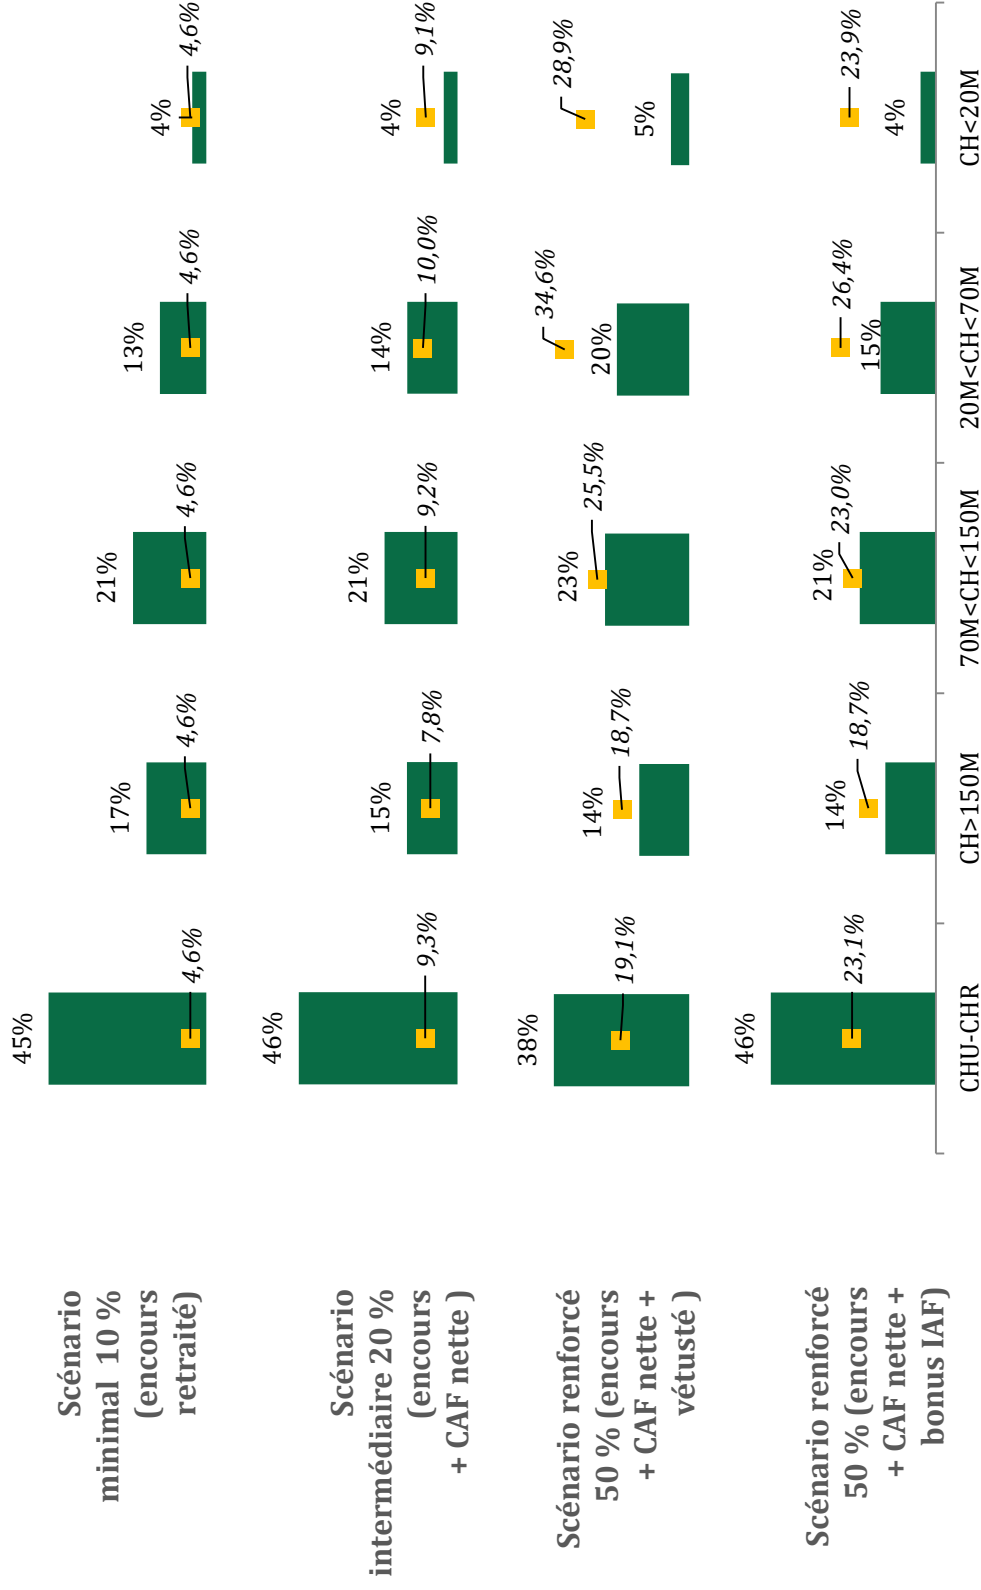 Scénario
minimal 10 %
(encours
retraité)
45%
4,6%
17%
4,6%
21%
4,6%
13%
4,6%
4%
4,6%
Scénario
intermédiaire 20 %
(encours
+ CAF nette )
46%
9,3%
15%
7,8%
21%
9,2%
14%
10,0%
4%
9,1%
Scénario renforcé
50 % (encours
+ CAF nette +
vétusté )
38%
19,1%
14%
18,7%
23%
25,5%
20%
34,6%
5%
28,9%
Scénario renforcé
50 % (encours
+ CAF nette +
bonus IAF)
46%
23,1%
14%
18,7%
21%
23,0%
15%
26,4%
4%
23,9%
CHU-CHR
CH>150M
70M<CH<150M
20M<CH<70M
CH<20M